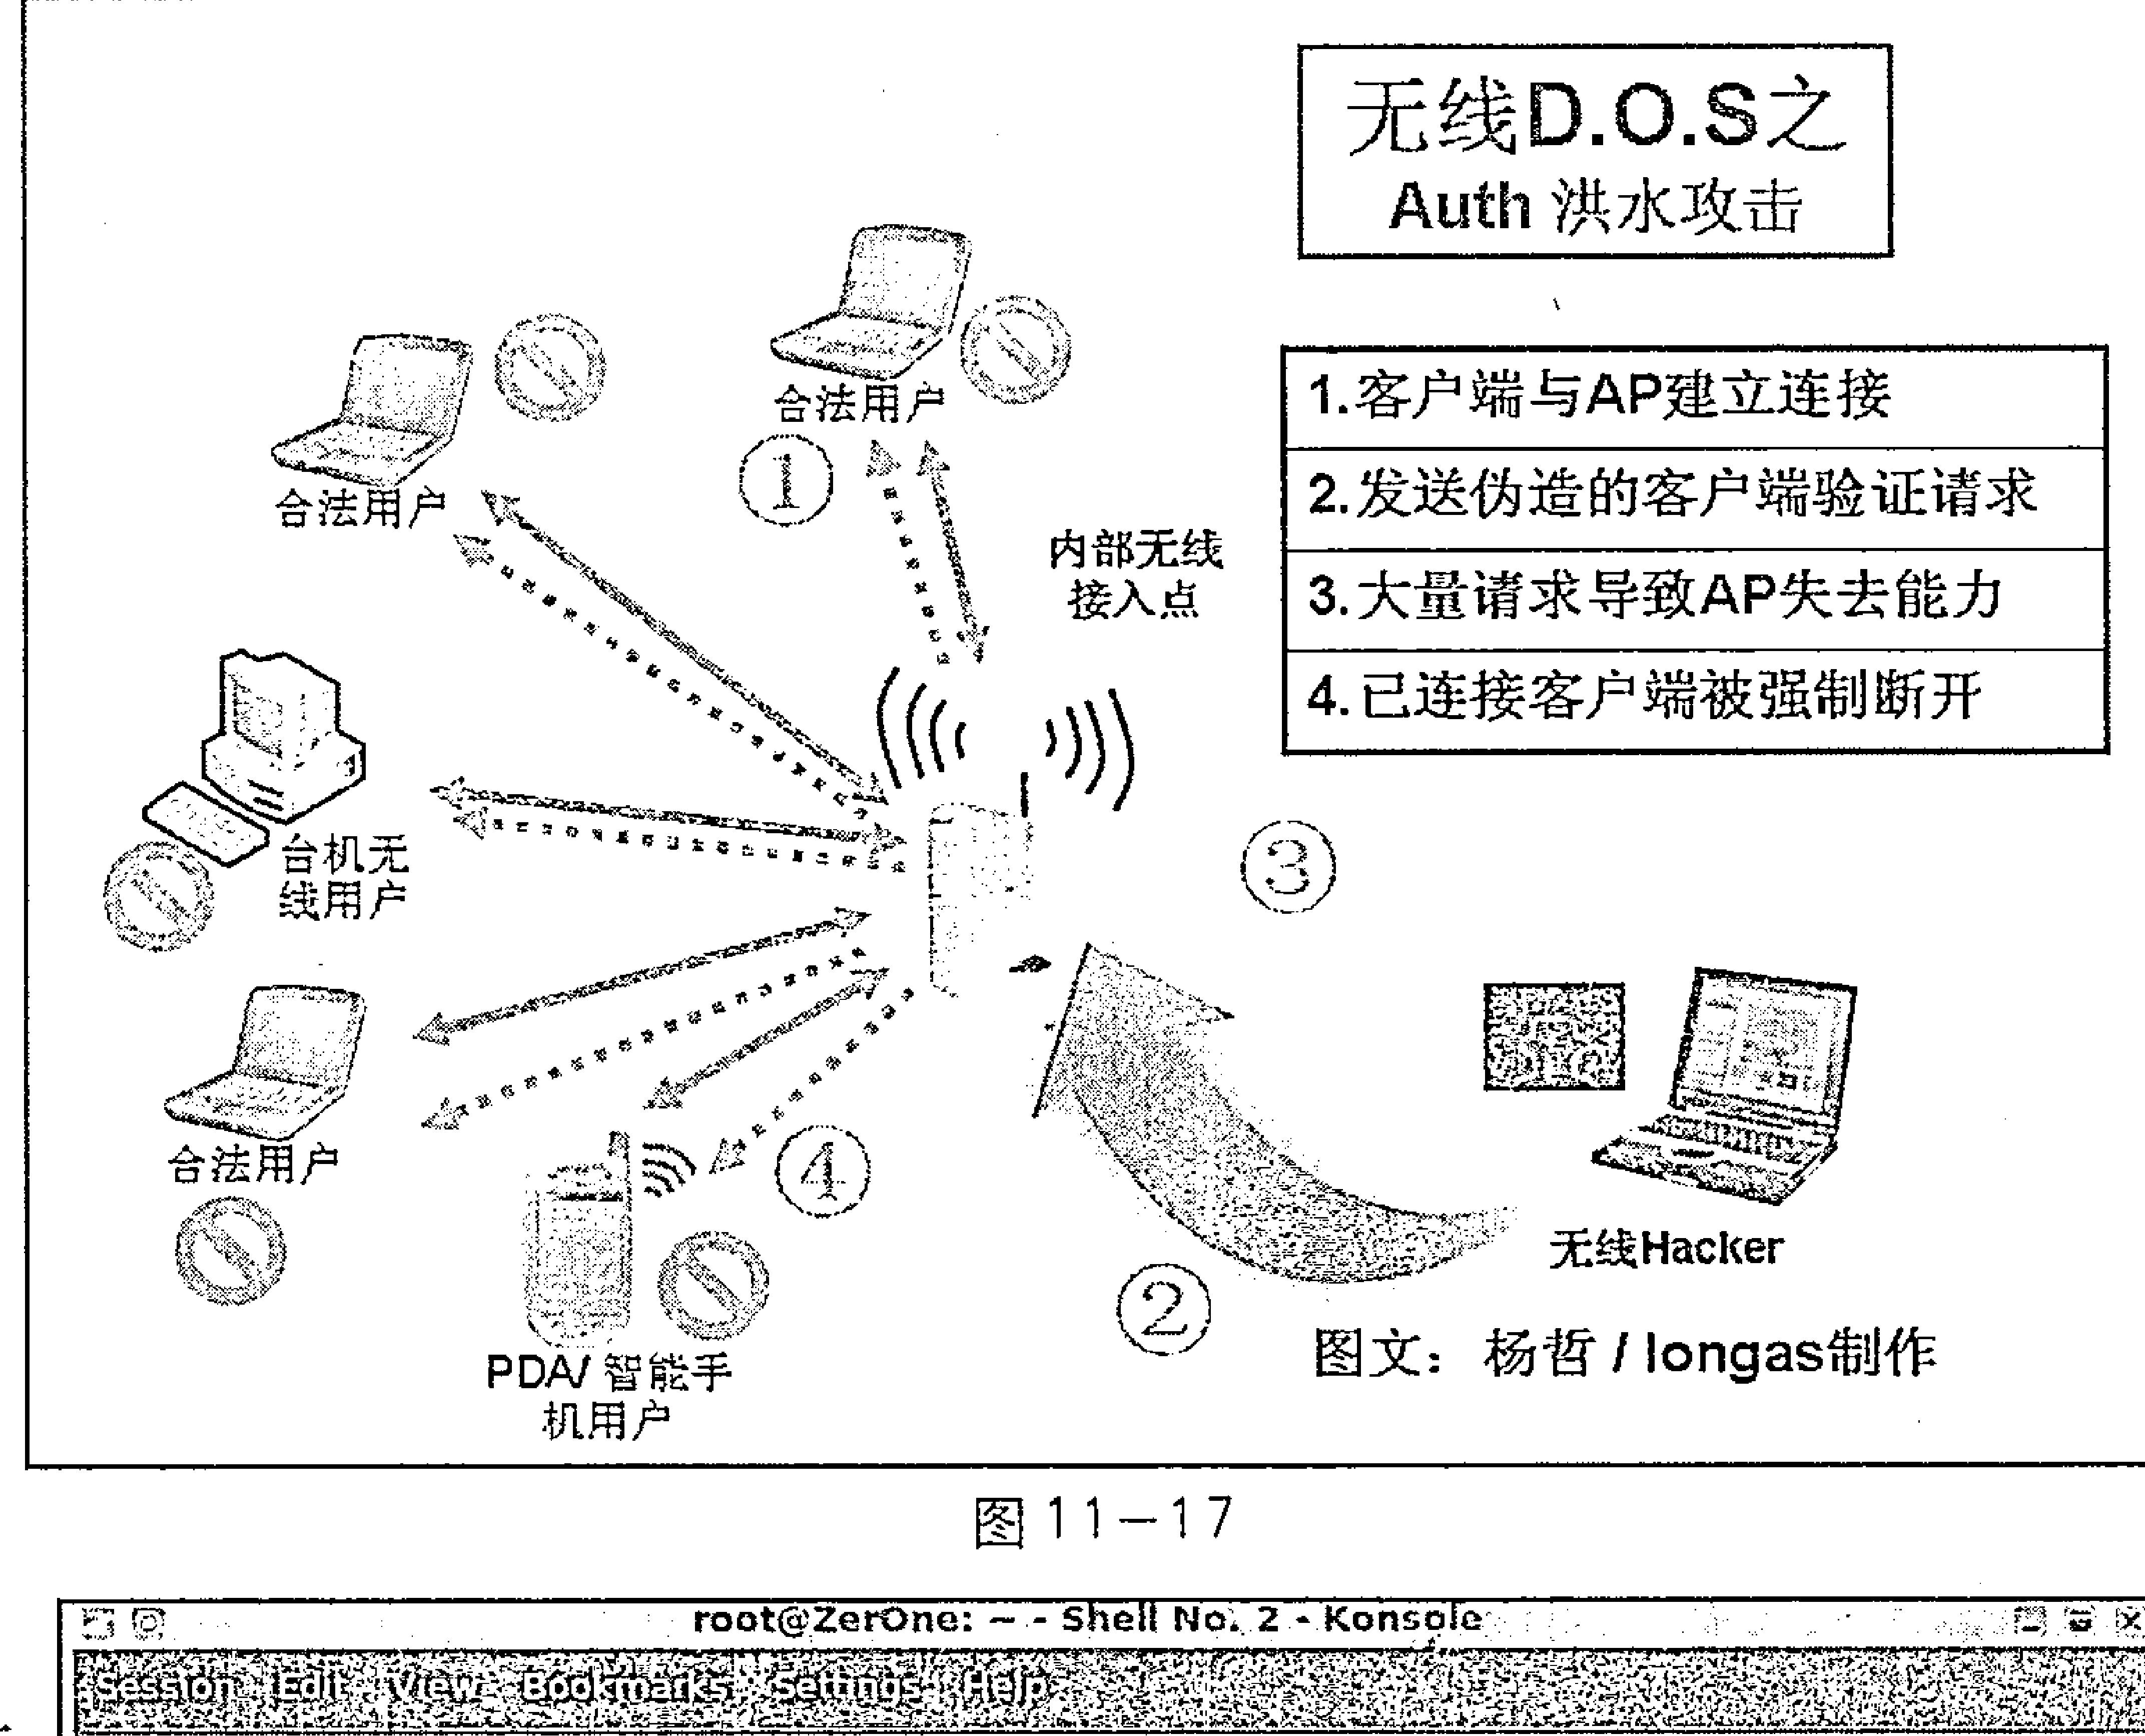 无线D.O.S之
Auth 洪水攻击
合法用户
合法用户
1
内部无线
接入点
1.客户端与AP建立连接
2.发送伪造的客户端验证请求
3.大量请求导致AP失去能力
4.已连接客户端被强制断开
台机无
线用户
3
合法用户
4
PDA/ 智能手
机用户
2
无线Hacker
图文：杨哲 / longas制作
图 11-17
root@ZerOne: ~ - Shell No. 2 - Konsole
Session Edit View Bookmarks Settings Help